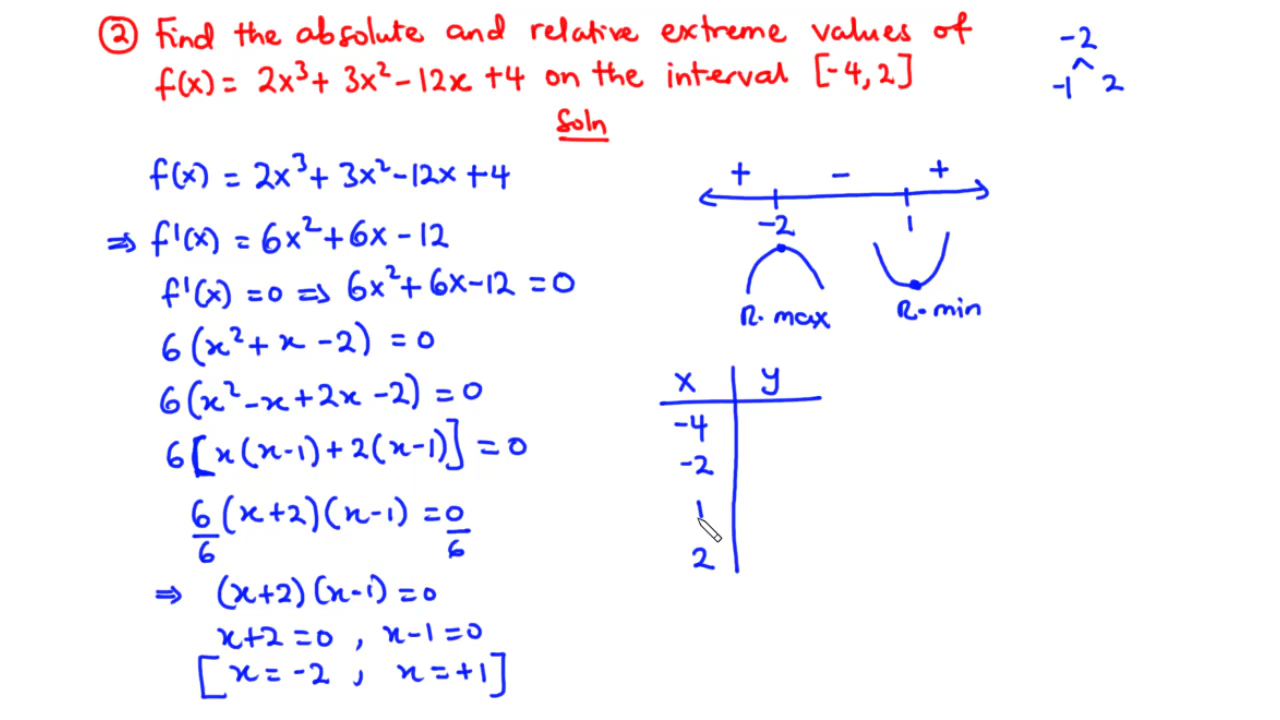 ② Find the absolute and relative extreme values of
f(x) = 2x³ + 3x² - 12x + 4 on the interval [-4, 2]
Soln
-2
-1 2
f(x) = 2x³ + 3x² - 12x + 4
⇒ f'(x) = 6x² + 6x - 12
f'(x) = 0 ⇒ 6x² + 6x - 12 = 0
6(x² + x - 2) = 0
6(x² - x + 2x - 2) = 0
6[x(x-1) + 2(x-1)] = 0
6/6 (x+2)(x-1) = 0/6
⇒ (x+2)(x-1) = 0
x+2 = 0, x-1 = 0
[x = -2, x = +1]
+ - +
-2 1
R. max R. min
x y
-4
-2
1
2